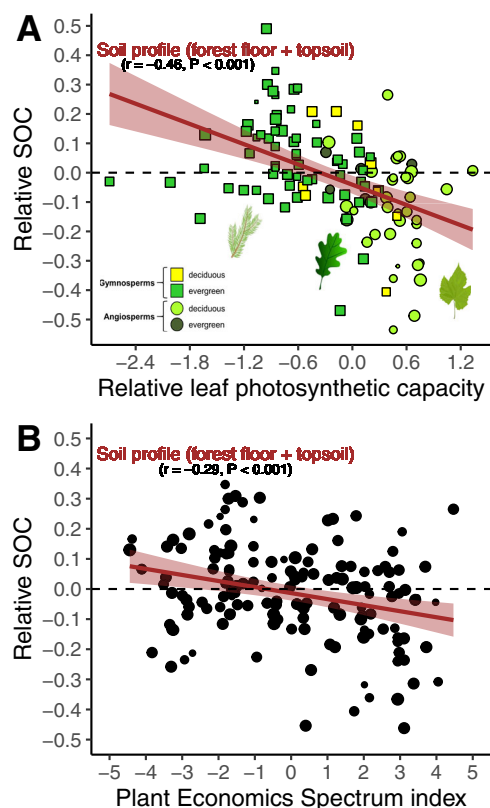 A
Soil profile (forest floor + topsoil)
(r = −0.46, P < 0.001)
Relative SOC
0.5
0.4
0.3
0.2
0.1
0.0
−0.1
−0.2
−0.3
−0.4
−0.5
Gymnosperms
deciduous
evergreen
Angiosperms
deciduous
evergreen
−2.4 −1.8 −1.2 −0.6 0.0 0.6 1.2
Relative leaf photosynthetic capacity
B
Soil profile (forest floor + topsoil)
(r = −0.29, P < 0.001)
Relative SOC
0.5
0.4
0.3
0.2
0.1
0.0
−0.1
−0.2
−0.3
−0.4
−0.5
−5 −4 −3 −2 −1 0 1 2 3 4 5
Plant Economics Spectrum index